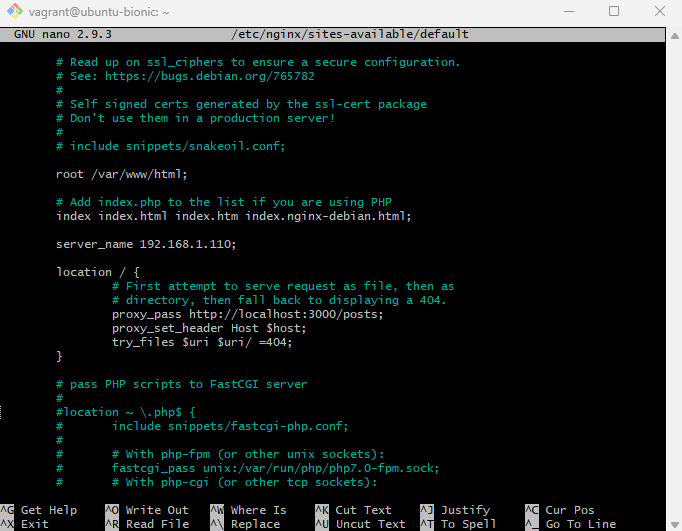 vagrant@ubuntu-bionic: ~
GNU nano 2.9.3 /etc/nginx/sites-available/default
# Read up on ssl_ciphers to ensure a secure configuration.
# See: https://bugs.debian.org/765782
#
# Self signed certs generated by the ssl-cert package
# Don't use them in a production server!
#
# include snippets/snakeoil.conf;
root /var/www/html;
# Add index.php to the list if you are using PHP
index index.html index.htm index.nginx-debian.html;
server_name 192.168.1.110;
location / {
# First attempt to serve request as file, then as
# directory, then fall back to displaying a 404.
proxy_pass http://localhost:3000/posts;
proxy_set_header Host $host;
try_files $uri $uri/ =404;
}
# pass PHP scripts to FastCGI server
#
#location ~ \.php$ {
# include snippets/fastcgi-php.conf;
#
# # With php-fpm (or other unix sockets):
# fastcgi_pass unix:/var/run/php/php7.0-fpm.sock;
# # With php-cgi (or other tcp sockets):
^G Get Help ^O Write Out ^W Where Is ^K Cut Text ^J Justify ^C Cur Pos
^X Exit ^R Read File ^\ Replace ^U Uncut Text ^T To Spell ^_ Go To Line